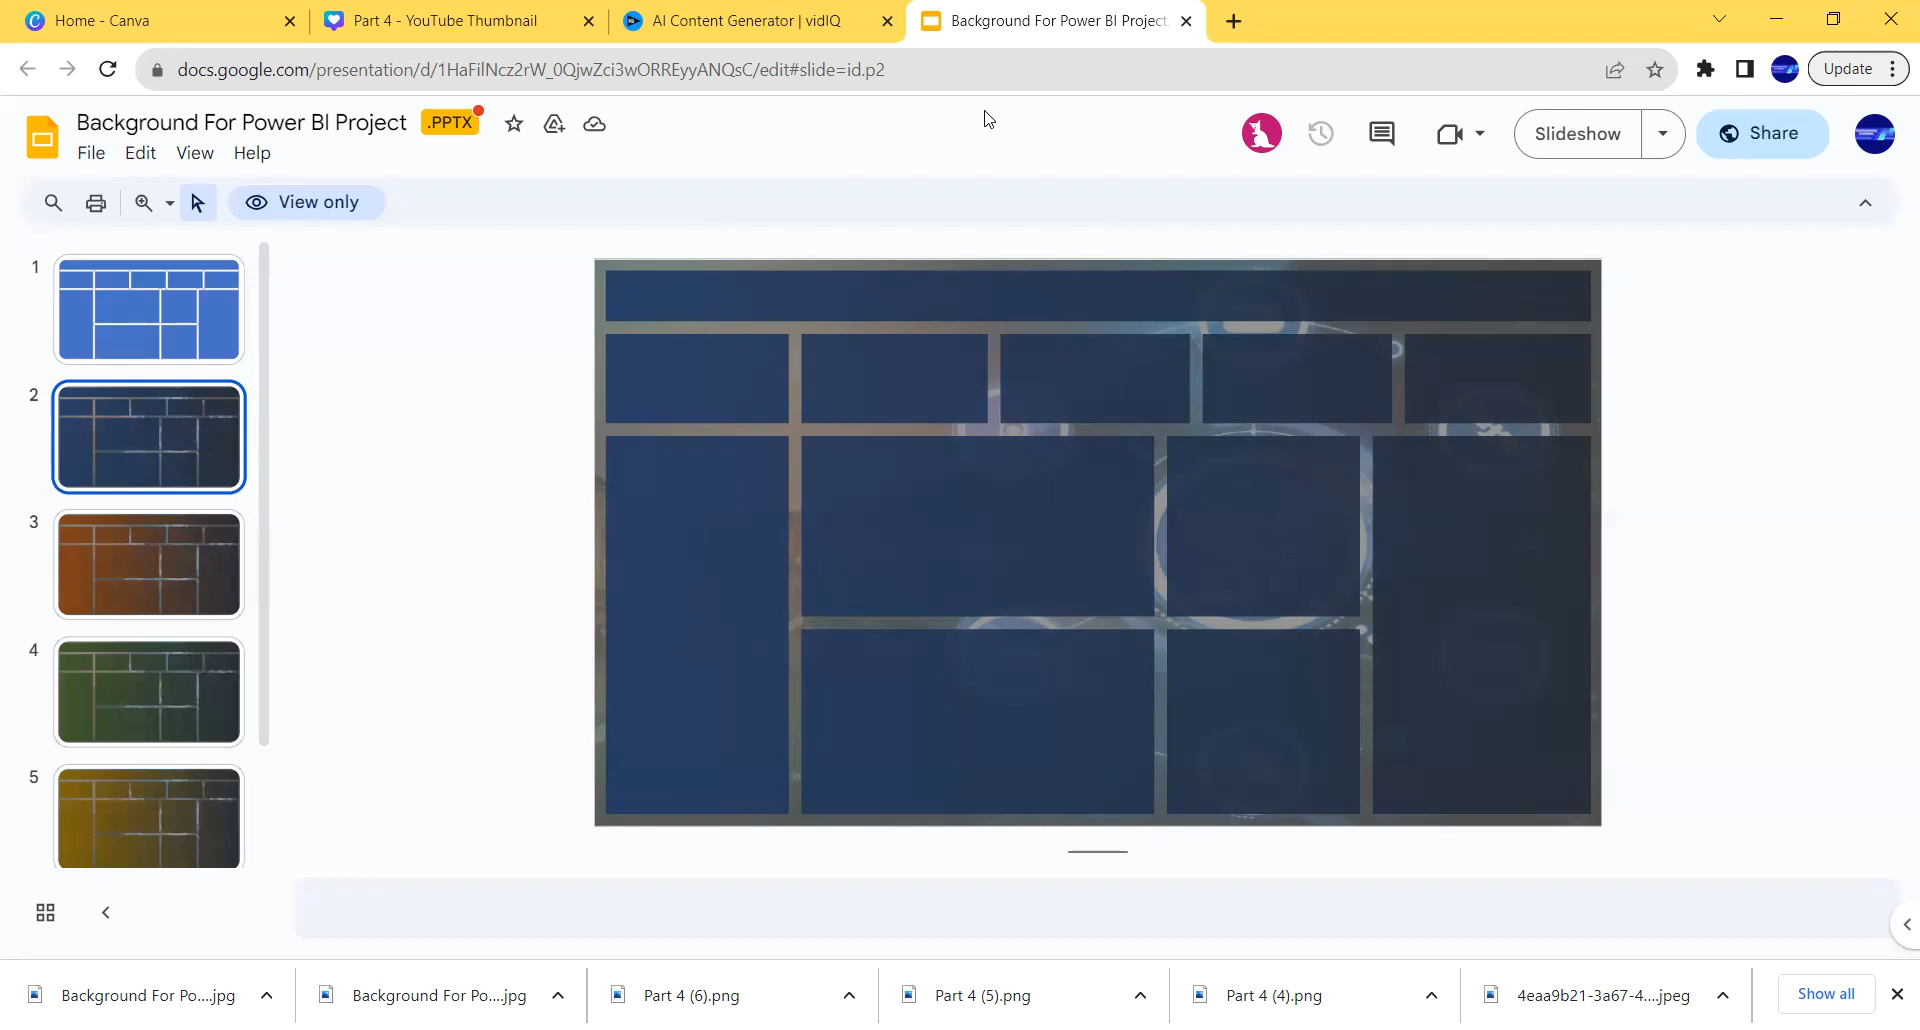 Home - Canva
Part 4 - YouTube Thumbnail
AI Content Generator | vidIQ
Background For Power BI Project
docs.google.com/presentation/d/1HaFilNcz2rW_0QjwZci3wORREyyANQsC/edit#slide=id.p2
Update
Background For Power BI Project
.PPTX
File Edit View Help
Slideshow
Share
View only
1
2
3
4
5
Background For Po....jpg
Background For Po....jpg
Part 4 (6).png
Part 4 (5).png
Part 4 (4).png
4eaa9b21-3a67-4....jpeg
Show all